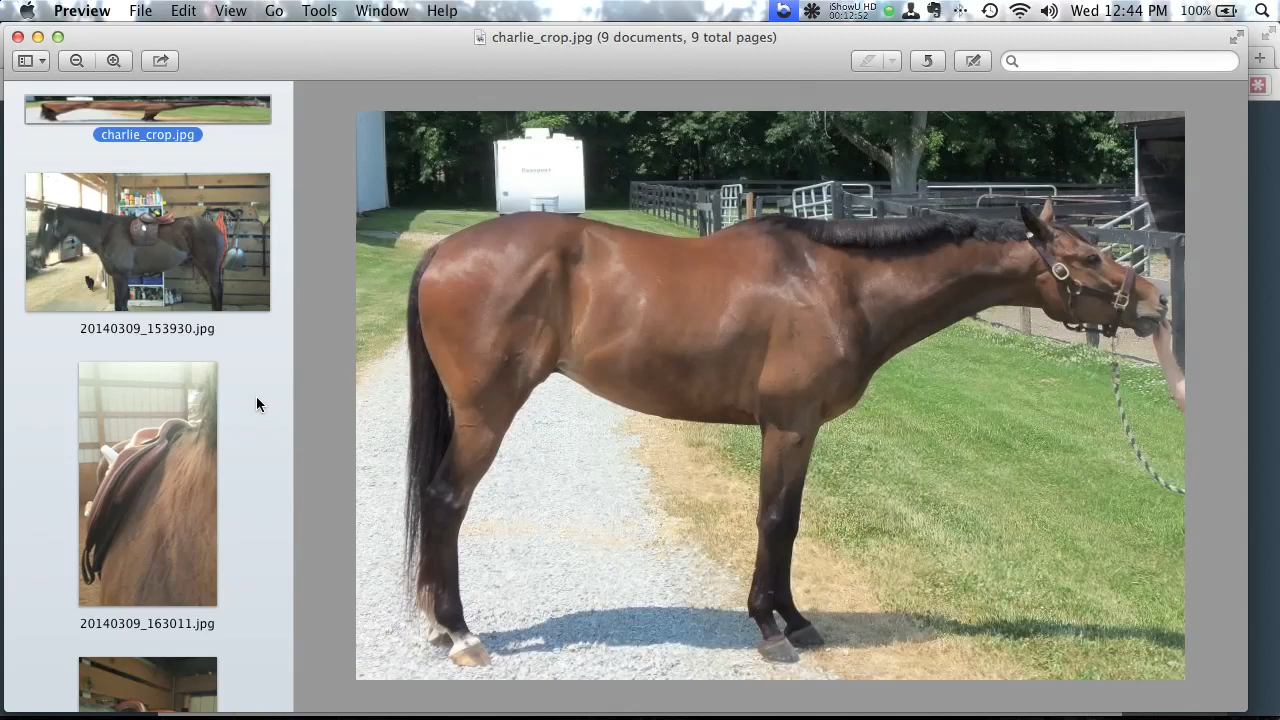 Preview File Edit View Go Tools Window Help
iShowU HD
00:12:52
Wed 12:44 PM 100%
charlie_crop.jpg (9 documents, 9 total pages)
charlie_crop.jpg
20140309_153930.jpg
20140309_163011.jpg
Passport